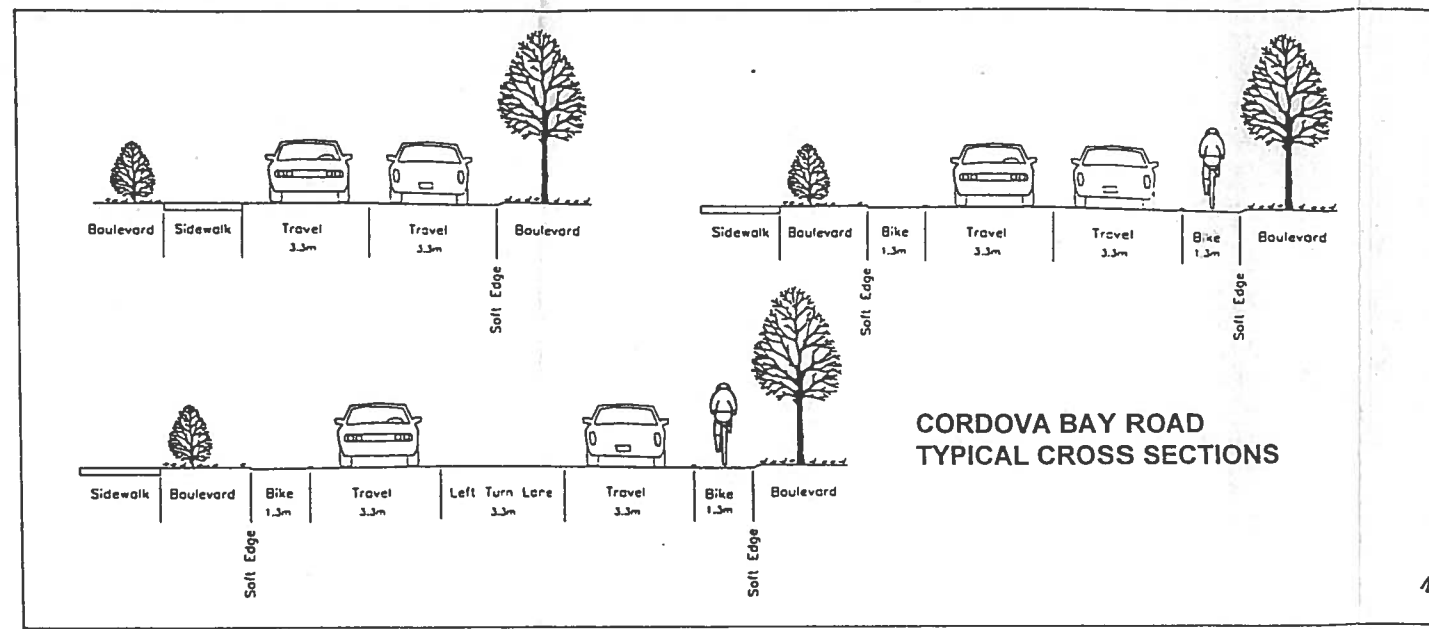 Boulevard Sidewalk Travel Travel Boulevard
3.3m 3.3m
Soft Edge
Sidewalk Boulevard Bike Travel Travel Bike Boulevard
1.3m 3.3m 3.3m 1.3m
Soft Edge Soft Edge
Sidewalk Boulevard Bike Travel Left Turn Lane Travel Bike Boulevard
1.3m 3.3m 3.3m 3.3m 1.3m
Soft Edge Soft Edge
CORDOVA BAY ROAD
TYPICAL CROSS SECTIONS